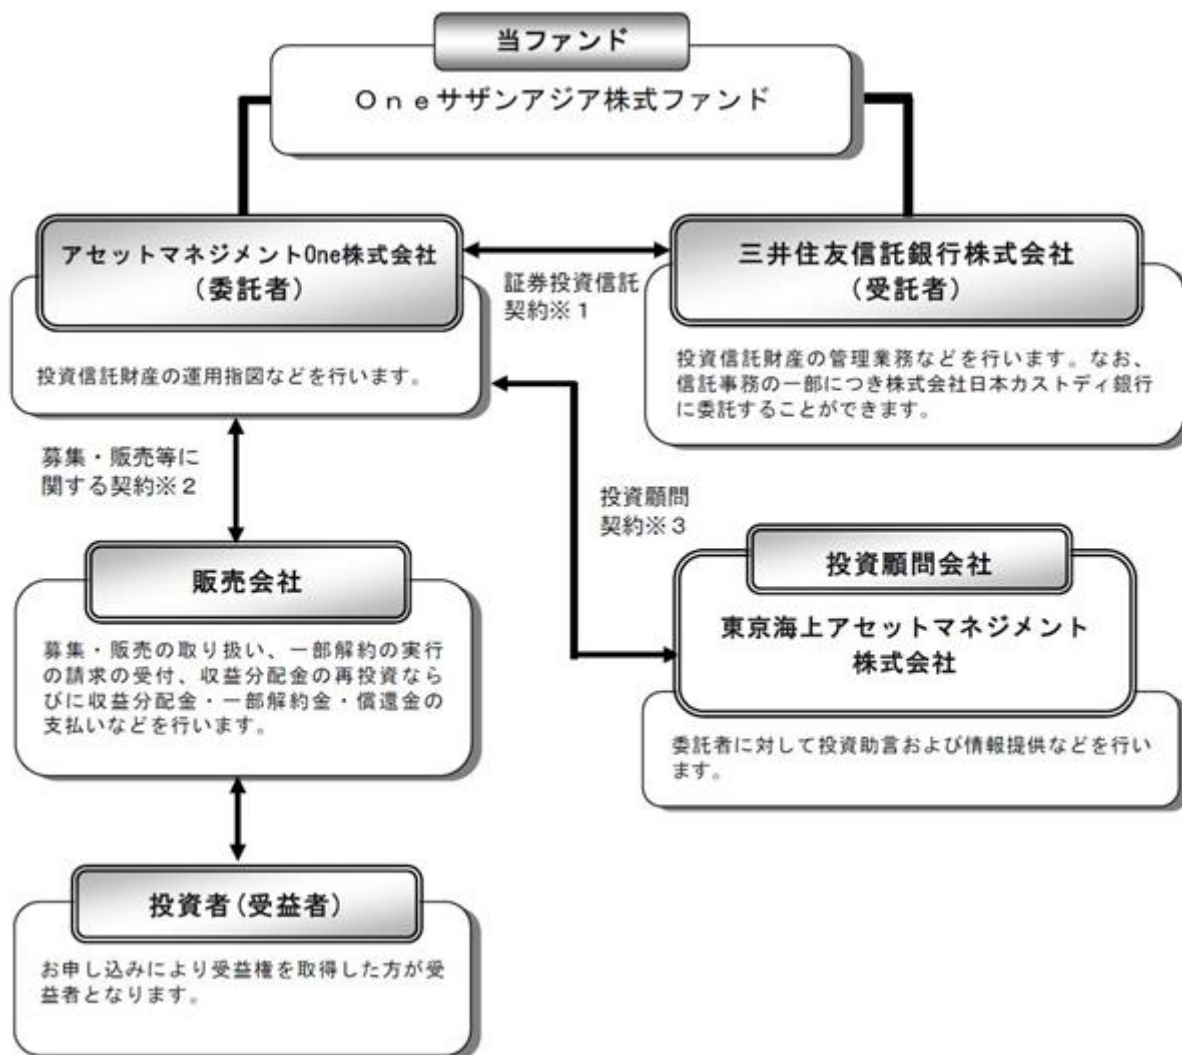 当ファンド
Ｏｎｅサザンアジア株式ファンド
アセットマネジメントOne株式会社
（委託者）
投資信託財産の運用指図などを行います。
証券投資信託
契約※１
三井住友信託銀行株式会社
（受託者）
投資信託財産の管理業務などを行います。なお、
信託事務の一部につき株式会社日本カストディ銀行
に委託することができます。
募集・販売等に
関する契約※２
投資顧問
契約※３
販売会社
募集・販売の取り扱い、一部解約の実行
の請求の受付、収益分配金の再投資なら
びに収益分配金・一部解約金・償還金の
支払いなどを行います。
投資顧問会社
東京海上アセットマネジメント
株式会社
委託者に対して投資助言および情報提供などを行い
ます。
投資者(受益者)
お申し込みにより受益権を取得した方が受
益者となります。